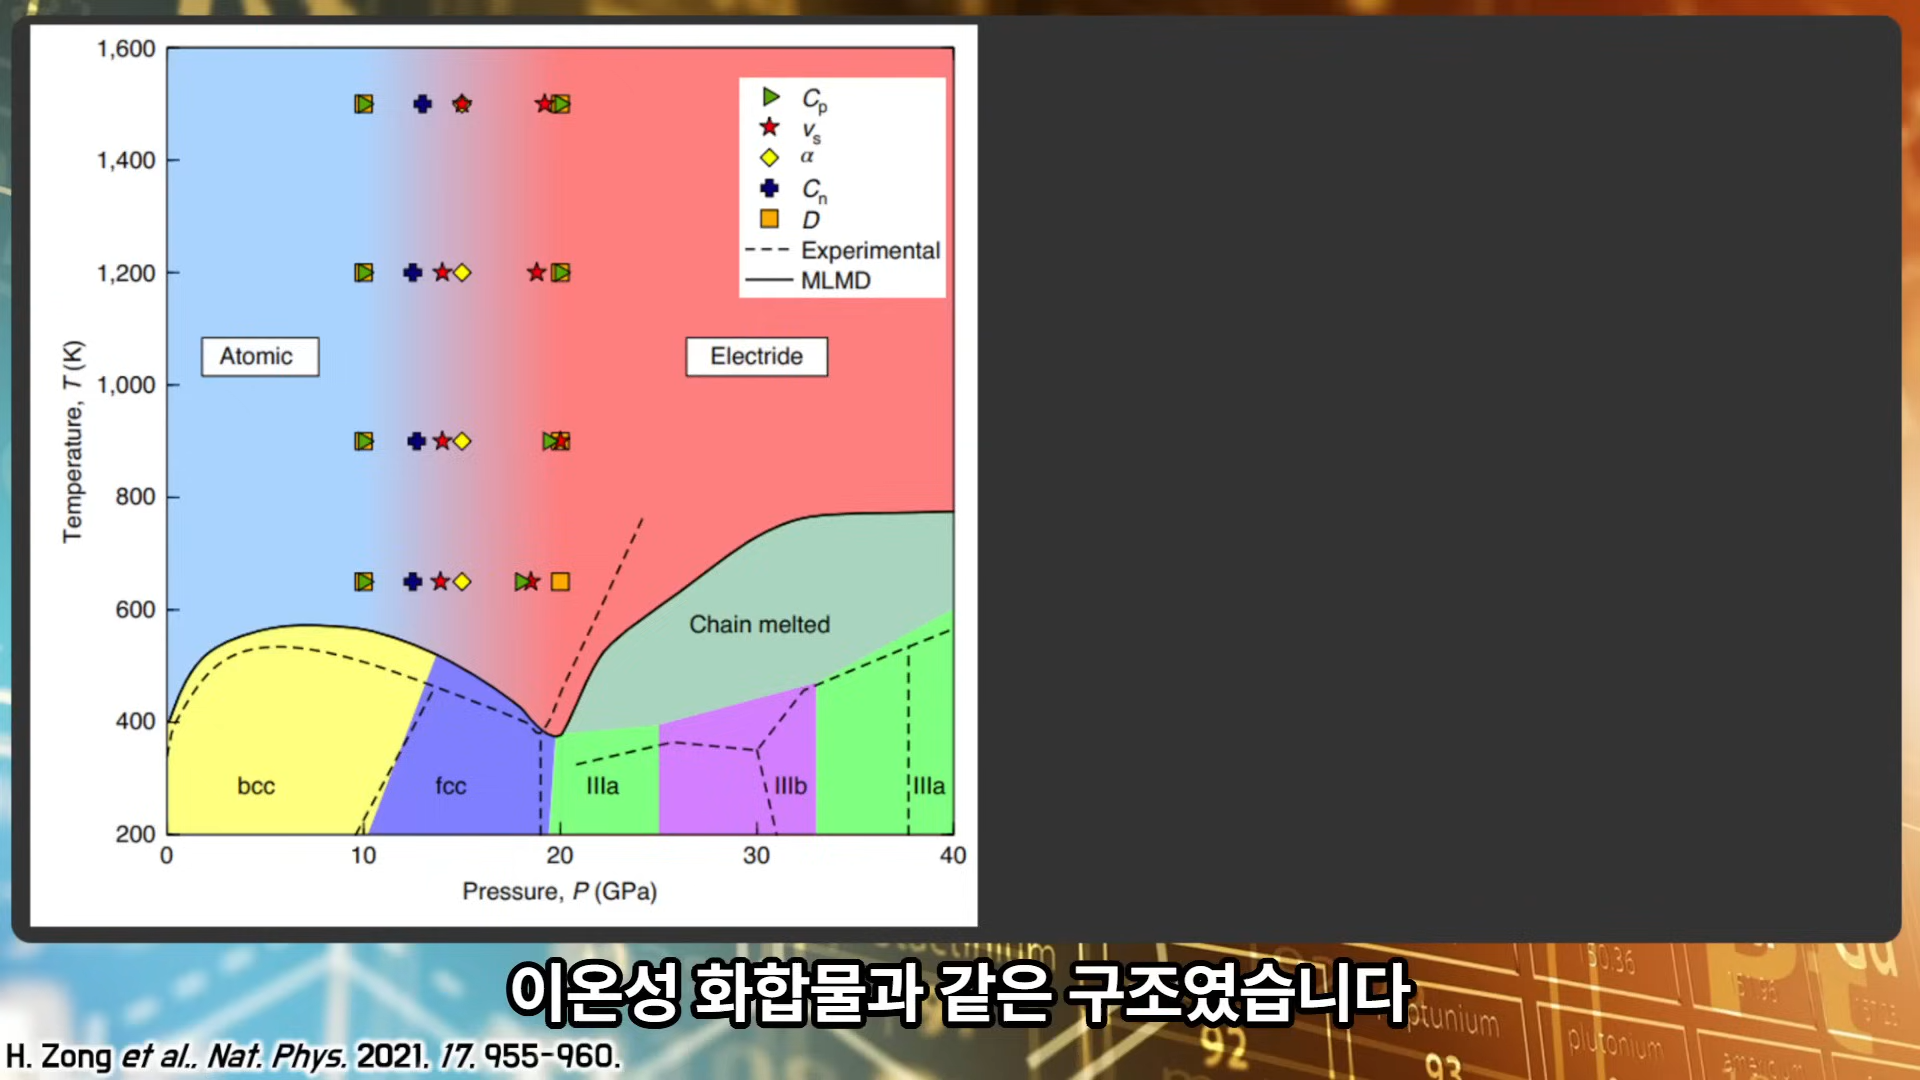 1,600
1,400
1,200
1,000
800
600
400
200
Temperature, T (K)
0 10 20 30 40
Pressure, P (GPa)
Cp
vs
α
Cn
D
Experimental
MLMD
Atomic
Electride
Chain melted
bcc
fcc
IIIa
IIIb
IIIa
이온성 화합물과 같은 구조였습니다
H. Zong et al., Nat. Phys. 2021. 17. 955-960.
92
93
plutonium